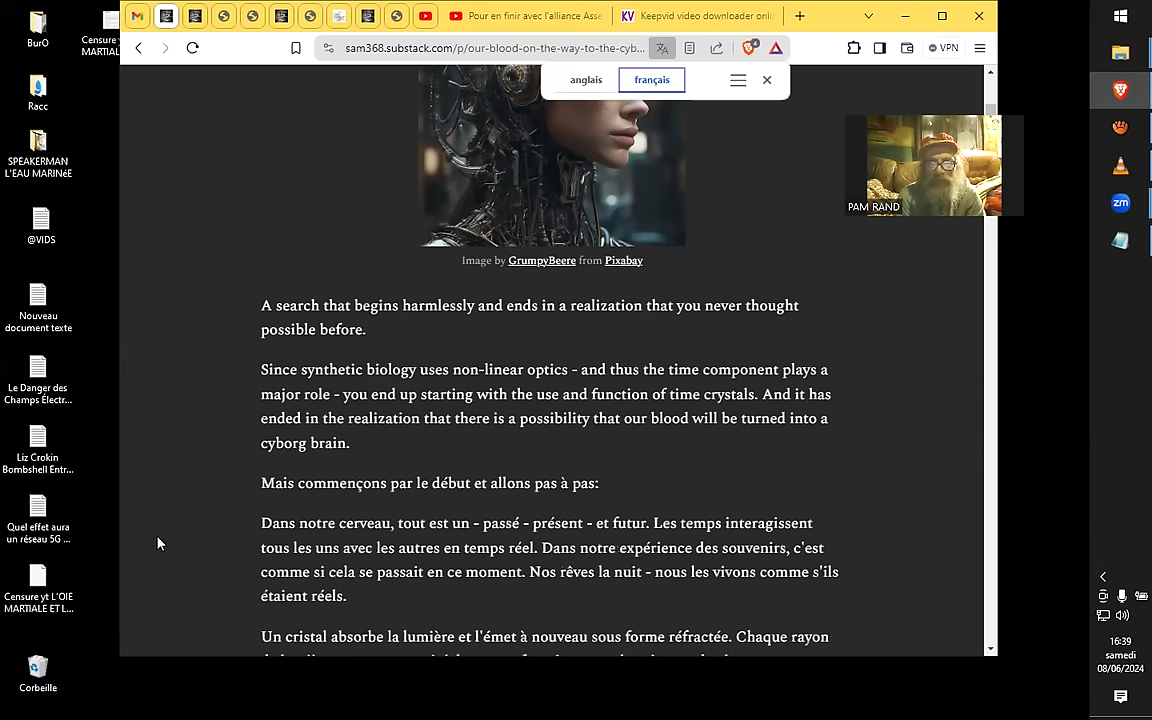 BurO
Censure yt
MARTIALE ET L
Racc
SPEAKERMAN
L'EAU MARINéE
@VIDS
Nouveau
document texte
Le Danger des
Champs Électr...
Liz Crokin
Bombshell Entr...
Quel effet aura
un réseau 5G ...
Censure yt L'OIE
MARTIALE ET L...
Corbeille
Pour en finir avec l'alliance Asse
KV Keepvid video downloader onli
sam368.substack.com/p/our-blood-on-the-way-to-the-cyb...
4
VPN
anglais
français
PAM RAND
Image by GrumpyBeere from Pixabay
A search that begins harmlessly and ends in a realization that you never thought
possible before.
Since synthetic biology uses non-linear optics - and thus the time component plays a
major role - you end up starting with the use and function of time crystals. And it has
ended in the realization that there is a possibility that our blood will be turned into a
cyborg brain.
Mais commençons par le début et allons pas à pas:
Dans notre cerveau, tout est un - passé - présent - et futur. Les temps interagissent
tous les uns avec les autres en temps réel. Dans notre expérience des souvenirs, c'est
comme si cela se passait en ce moment. Nos rêves la nuit - nous les vivons comme s'ils
étaient réels.
Un cristal absorbe la lumière et l'émet à nouveau sous forme réfractée. Chaque rayon
zm
16:39
samedi
08/06/2024